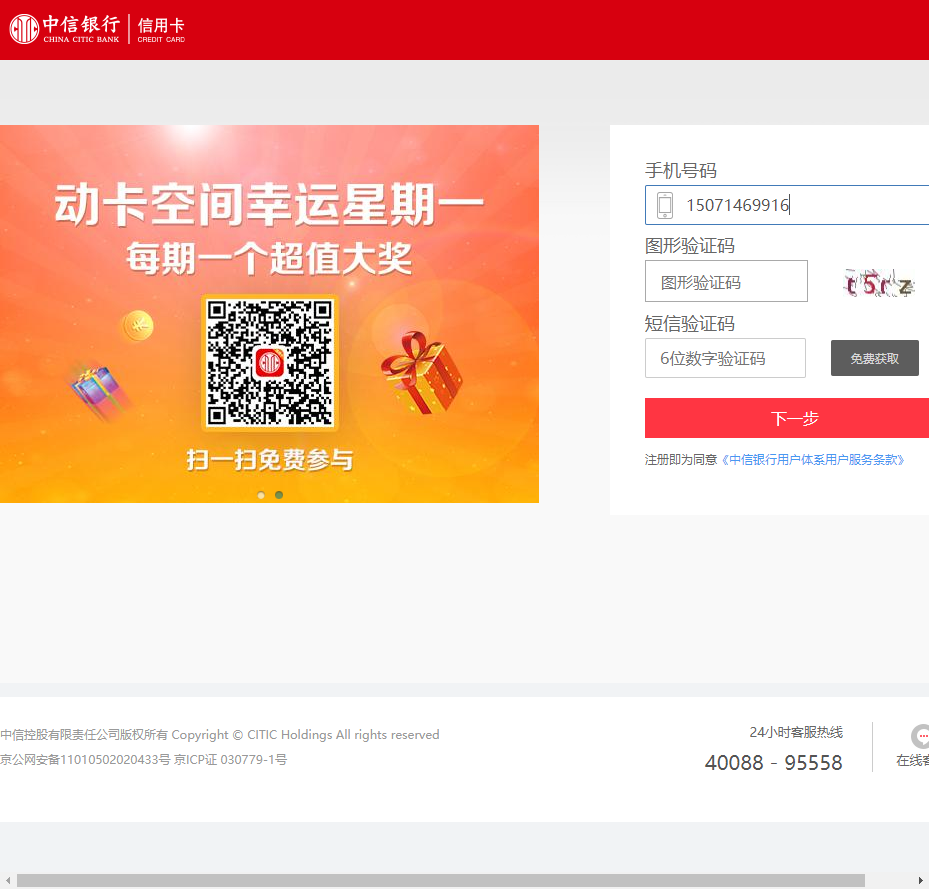 中信银行 信用卡
CHINA CITIC BANK CREDIT CARD
动卡空间幸运星期一
每期一个超值大奖
扫一扫免费参与
手机号码
15071469916
图形验证码
图形验证码
短信验证码
6位数字验证码 免费获取
下一步
注册即为同意《中信银行用户体系用户服务条款》
中信控股有限责任公司版权所有 Copyright © CITIC Holdings All rights reserved
京公网安备11010502020433号 京ICP证 030779-1号
24小时客服热线
40088 - 95558
在线客